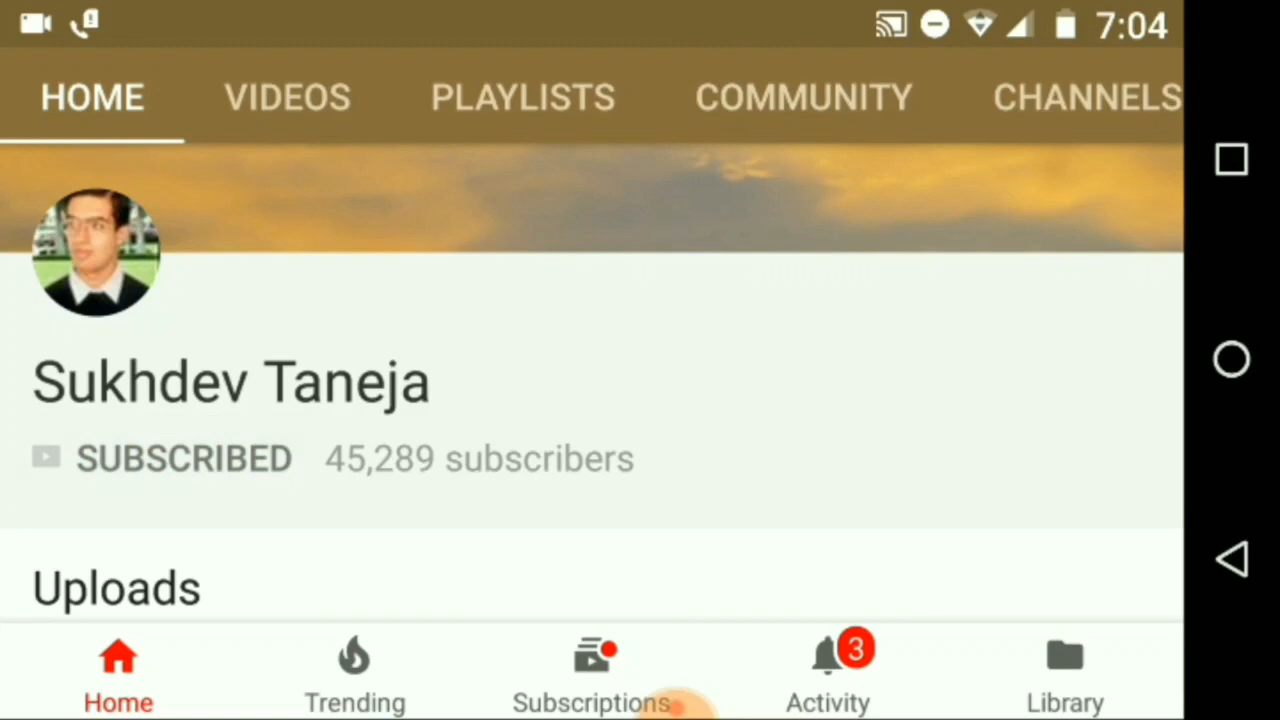 7:04
HOME VIDEOS PLAYLISTS COMMUNITY CHANNELS
Sukhdev Taneja
SUBSCRIBED 45,289 subscribers
Uploads
3
Home Trending Subscriptions Activity Library